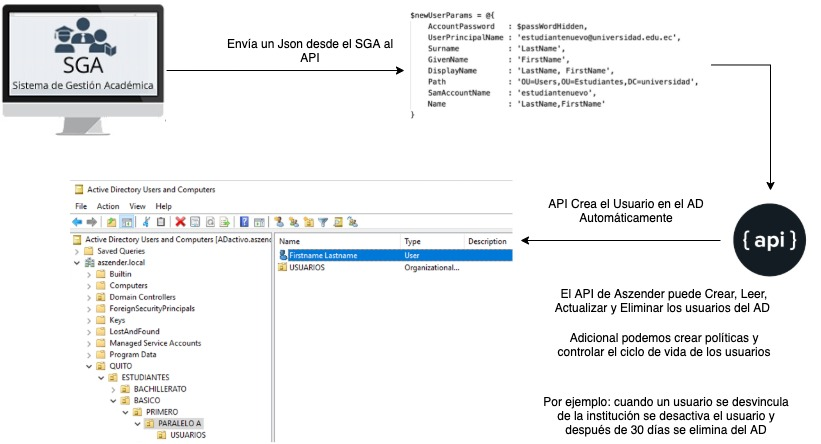 SGA
Sistema de Gestión Académica
Envía un Json desde el SGA al
API
$newUserParams = @{
AccountPassword : $passWordHidden,
UserPrincipalName : 'estudiantenuevo@universidad.edu.ec',
Surname : 'LastName',
GivenName : 'FirstName',
DisplayName : 'LastName, FirstName',
Path : 'OU=Users,OU=Estudiantes,DC=universidad',
SamAccountName : 'estudiantenuevo',
Name : 'LastName,FirstName'
}
API Crea el Usuario en el AD
Automáticamente
{ api }
El API de Aszender puede Crear, Leer,
Actualizar y Eliminar los usuarios del AD
Adicional podemos crear políticas y
controlar el ciclo de vida de los usuarios
Por ejemplo: cuando un usuario se desvincula
de la institución se desactiva el usuario y
después de 30 días se elimina del AD
Active Directory Users and Computers
File Action View Help
Active Directory Users and Computers [ADactivo.aszend
Saved Queries
aszender.local
Builtin
Computers
Domain Controllers
ForeignSecurityPrincipals
Keys
LostAndFound
Managed Service Accounts
Program Data
QUITO
ESTUDIANTES
BACHILLERATO
BASICO
PRIMERO
PARALELO A
USUARIOS
Name Type Description
Firstname Lastname User
USUARIOS Organizational...